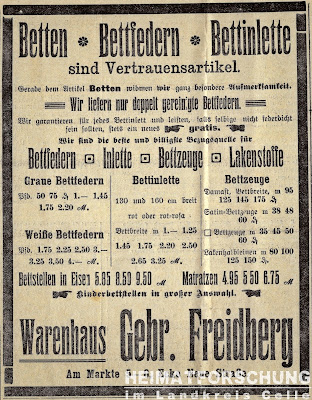 Betten * Bettfedern * Bettinlette
sind Vertrauensartikel.
Gerade dem Artikel Betten widmen wir ganz besondere Aufmerksamkeit.
Wir liefern nur doppelt gereinigte Bettfedern.
Wir garantieren für jedes Bettinlett und leisten, falls selbige nicht federdicht
sein sollten, stets ein neues gratis.
Wir sind die beste und billigste Bezugsquelle für
Bettfedern Inlette Bettzeuge Lakenstoffe
Graue Bettfedern
Pfd. 50 75 ₰ 1.— 1.45
1.75 2.20 ℳ.
Weiße Bettfedern
Pfd. 1.75 2.25 2.50 3.—
3.25 3.50 4.— ℳ
Bettinlette
130 und 160 cm breit
rot oder rot-rosa
Bettbreite m 1.— 1.25
1.45 1.75 2.20 2.50
2.65 3.25 ℳ.
Bettzeuge
Damast, Bettbreite, m 95
125 145 175 ₰
Satin-Bettzeuge m 38 48
60 ₰
Bettzeuge m 35 45 50
60 ₰
Lakenhalbleinen m 80 100
125 150 ₰.
Bettstellen in Eisen 5.85 8.50 9.50 ℳ Matratzen 4.95 5.50 6.75 ℳ
Kinderbettstellen in großer Auswahl.
Warenhaus Gebr. Freidberg
Am Markte Ecke Neue Straße
HEIMATFORSCHUNG
im Landkreis Celle